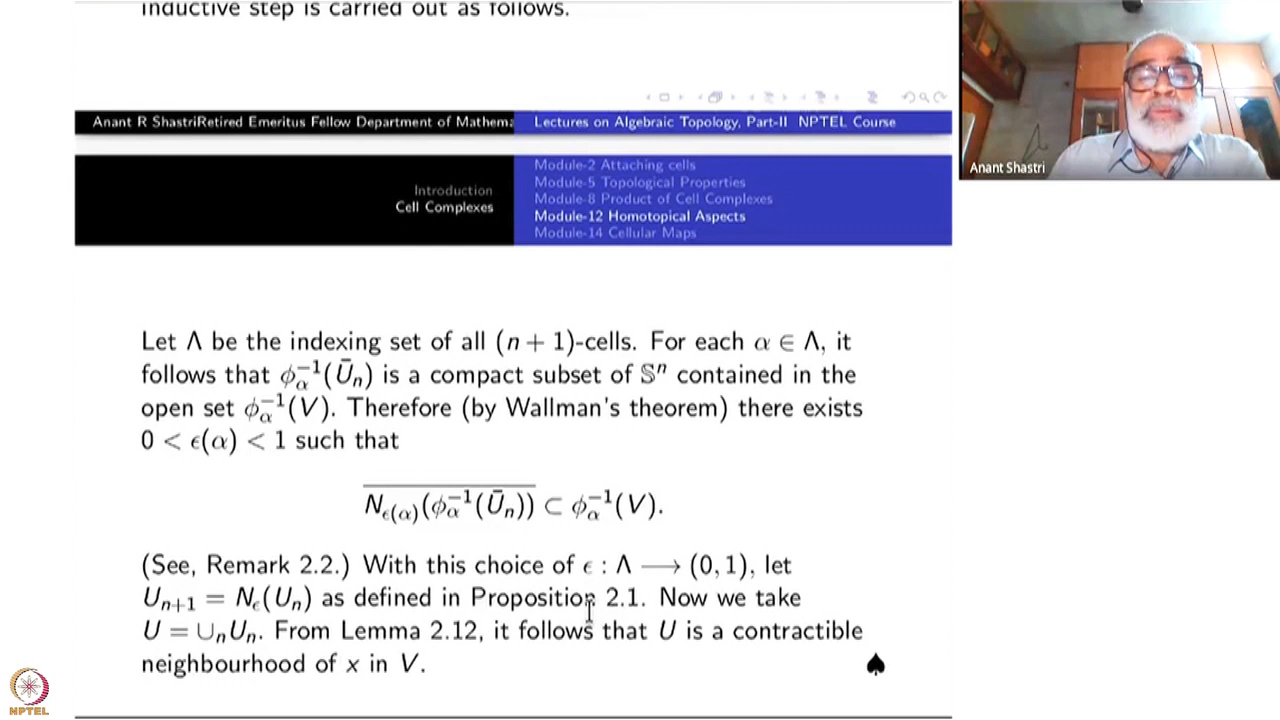 inductive step is carried out as follows.
Anant R ShastriRetired Emeritus Fellow Department of Mathema
Lectures on Algebraic Topology, Part-II NPTEL Course
Anant Shastri
Introduction
Cell Complexes
Module-2 Attaching cells
Module-5 Topological Properties
Module-8 Product of Cell Complexes
Module-12 Homotopical Aspects
Module-14 Cellular Maps
Let Λ be the indexing set of all (n + 1)-cells. For each α ∈ Λ, it
follows that ϕ_α^{−1}(Ū_n) is a compact subset of 𝕊^n contained in the
open set ϕ_α^{−1}(V). Therefore (by Wallman's theorem) there exists
0 < ϵ(α) < 1 such that
\overline{N_{ϵ(α)}(ϕ_α^{−1}(Ū_n))} ⊂ ϕ_α^{−1}(V).
(See, Remark 2.2.) With this choice of ϵ : Λ ⟶ (0, 1), let
U_{n+1} = N_ϵ(U_n) as defined in Proposition 2.1. Now we take
U = ∪_nU_n. From Lemma 2.12, it follows that U is a contractible
neighbourhood of x in V. ♠
NPTEL